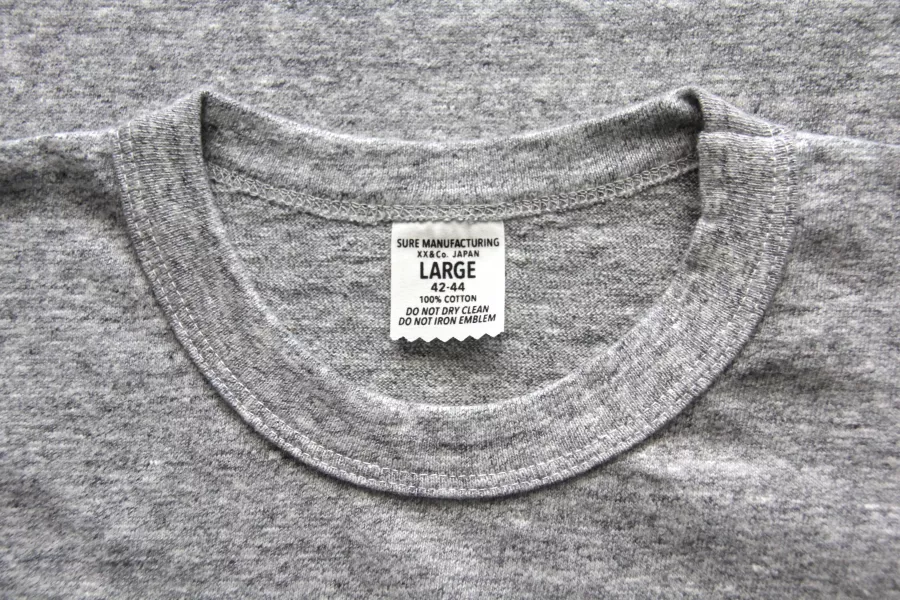 SURE MANUFACTURING
XX&Co. JAPAN
LARGE
42-44
100% COTTON
DO NOT DRY CLEAN
DO NOT IRON EMBLEM